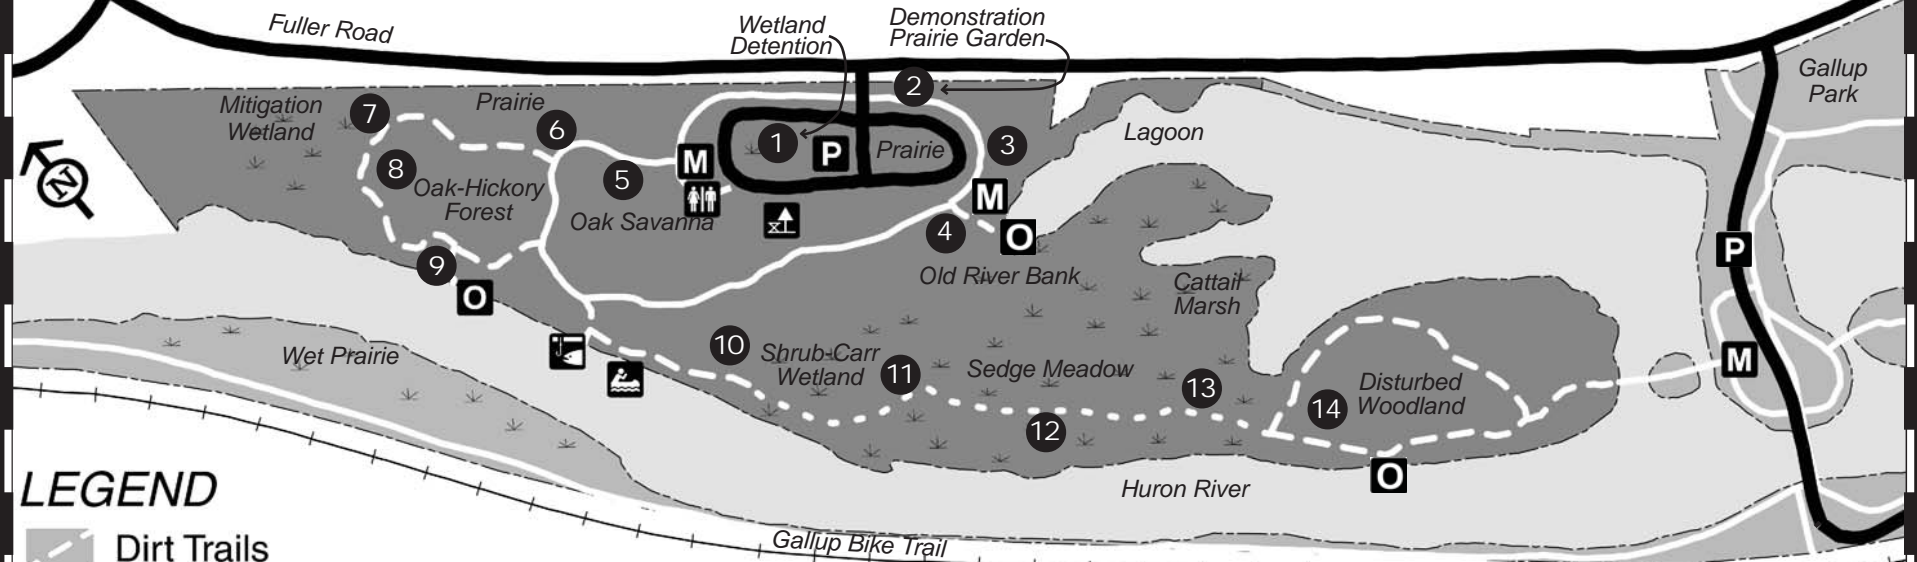 Fuller Road
Wetland
Detention
Demonstration
Prairie Garden
Gallup
Park
Mitigation
Wetland
7
Prairie
6
2
1
P
Prairie
3
Lagoon
M
N
8
Oak-Hickory
Forest
5
Oak Savanna
M
4
O
Old River Bank
Cattail
Marsh
P
9
O
Wet Prairie
10
Shrub-Carr
Wetland
11
Sedge Meadow
13
12
14
Disturbed
Woodland
M
O
Huron River
LEGEND
Dirt Trails
Gallup Bike Trail